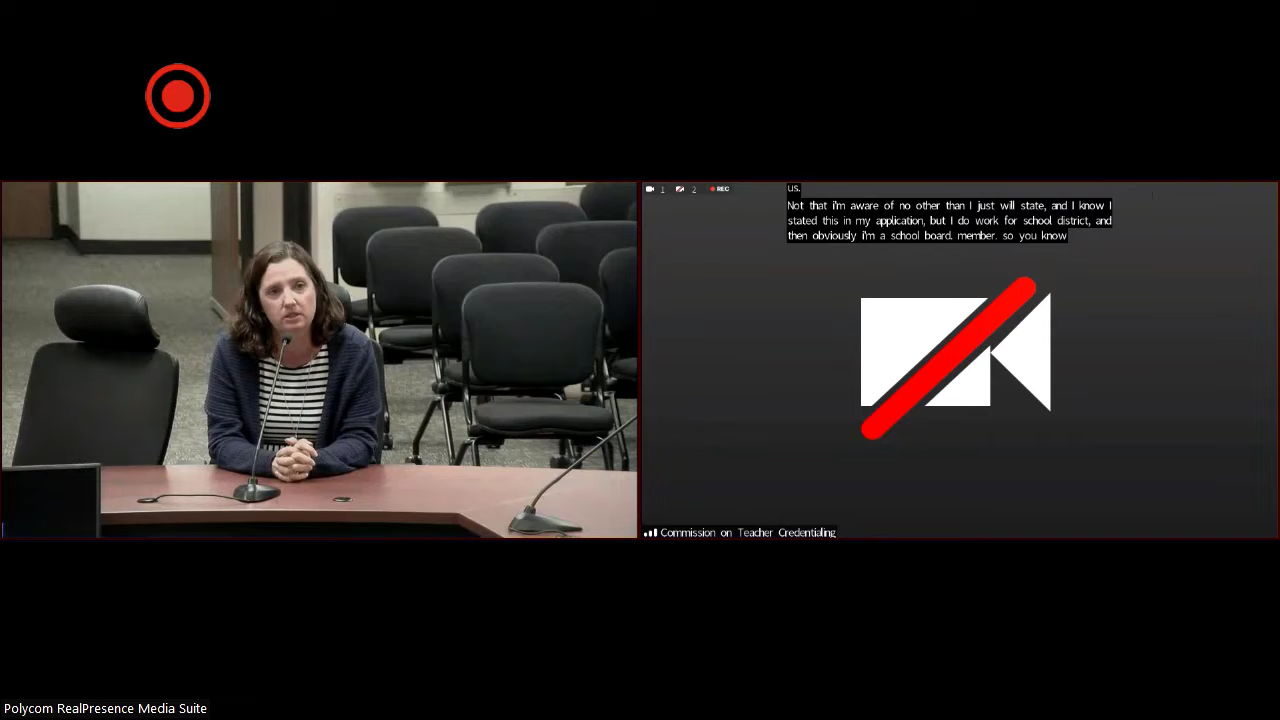 1 2 REC
us.
Not that i'm aware of no other than I just will state, and I know I
stated this in my application, but I do work for school district, and
then obviously i'm a school board. member. so you know
Commission on Teacher Credentialing
Polycom RealPresence Media Suite